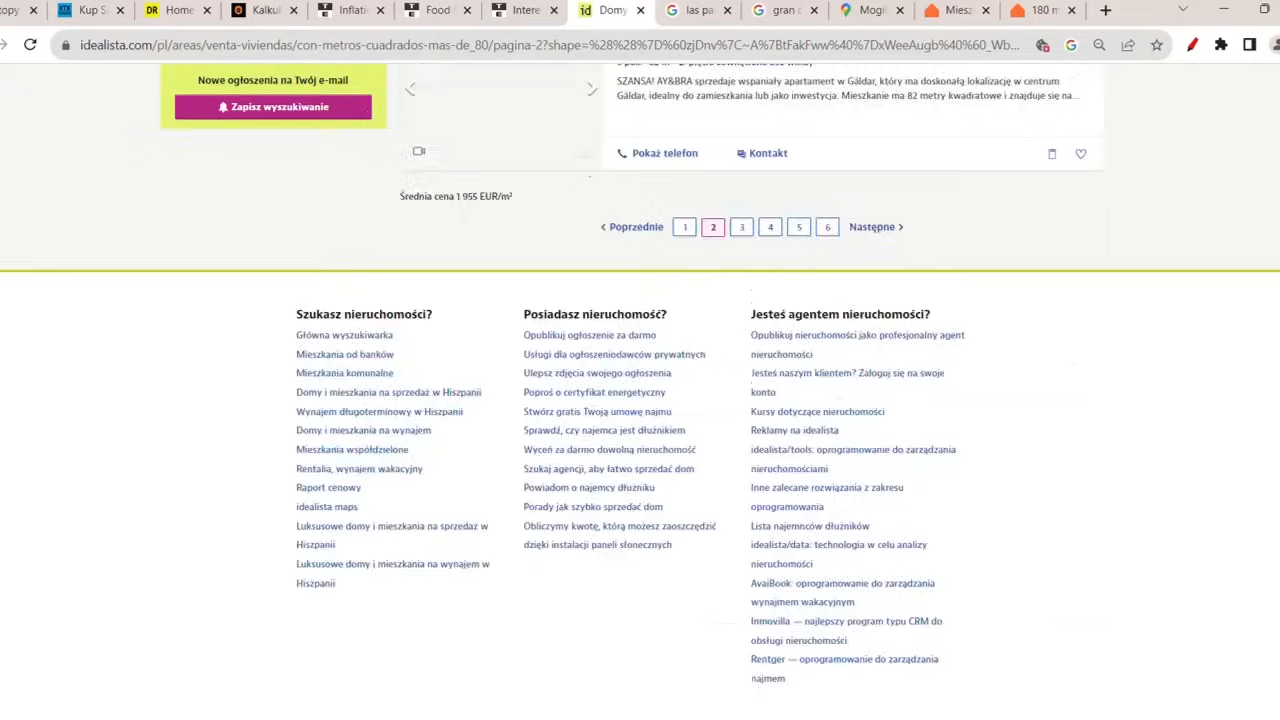 topy
Kup S
DR
Home
Kalkul
Inflatio
Food
Intere
id
Domy
las pa
gran c
Mogił
Miesz
180 m
idealista.com/pl/areas/venta-viviendas/con-metros-cuadrados-mas-de_80/pagina-2?shape=%28%28%7D%60zjDnv%7C~A%7BtFakFww%40%7DxWeeAugb%40%60_Wb...
Nowe ogłoszenia na Twój e-mail
Zapisz wyszukiwanie
SZANSA! AY&BRA sprzedaje wspaniały apartament w Gáldar, który ma doskonałą lokalizację w centrum
Gáldar, idealny do zamieszkania lub jako inwestycja. Mieszkanie ma 82 metry kwadratowe i znajduje się na...
Pokaż telefon
Kontakt
Średnia cena 1 955 EUR/m²
Poprzednie 1 2 3 4 5 6 Następne
Szukasz nieruchomości?
Główna wyszukiwarka
Mieszkania od banków
Mieszkania komunalne
Domy i mieszkania na sprzedaż w Hiszpanii
Wynajem długoterminowy w Hiszpanii
Domy i mieszkania na wynajem
Mieszkania współdzielone
Rentalia, wynajem wakacyjny
Raport cenowy
idealista maps
Luksusowe domy i mieszkania na sprzedaż w
Hiszpanii
Luksusowe domy i mieszkania na wynajem w
Hiszpanii
Posiadasz nieruchomość?
Opublikuj ogłoszenie za darmo
Usługi dla ogłoszeniodawców prywatnych
Ulepsz zdjęcia swojego ogłoszenia
Poproś o certyfikat energetyczny
Stwórz gratis Twoją umowę najmu
Sprawdź, czy najemca jest dłużnikiem
Wyceń za darmo dowolną nieruchomość
Szukaj agencji, aby łatwo sprzedać dom
Powiadom o najemcy dłużniku
Porady jak szybko sprzedać dom
Obliczymy kwotę, którą możesz zaoszczędzić
dzięki instalacji paneli słonecznych
Jesteś agentem nieruchomości?
Opublikuj nieruchomości jako profesjonalny agent
nieruchomości
Jesteś naszym klientem? Zaloguj się na swoje
konto
Kursy dotyczące nieruchomości
Reklamy na idealista
idealista/tools: oprogramowanie do zarządzania
nieruchomościami
Inne zalecane rozwiązania z zakresu
oprogramowania
Lista najemnców dłużników
idealista/data: technologia w celu analizy
nieruchomości
AvaiBook: oprogramowanie do zarządzania
wynajmem wakacyjnym
Inmovilla — najlepszy program typu CRM do
obsługi nieruchomości
Rentger — oprogramowanie do zarządzania
najmem